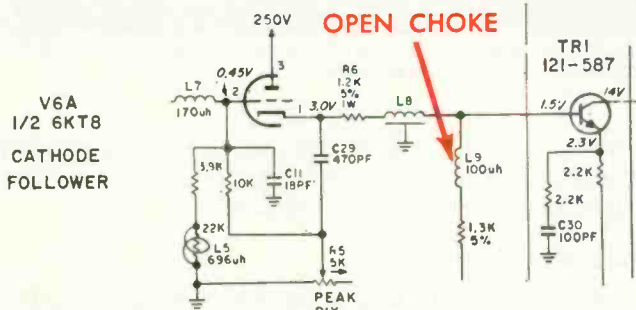 250V
OPEN CHOKE
TR1
121-587
V6A
1/2 6KT8
CATHODE
FOLLOWER
L7
170uh
0.45V
2
3
1
3.0V
R6
1.2K
5%
1W
L8
1.5V
14V
2.3V
C29
470PF
L9
100uh
3.9K
10K
C11
18PF
2.2K
2.2K
C30
100PF
22K
L5
696uh
R5
5K
1.3K
5%
PEAK